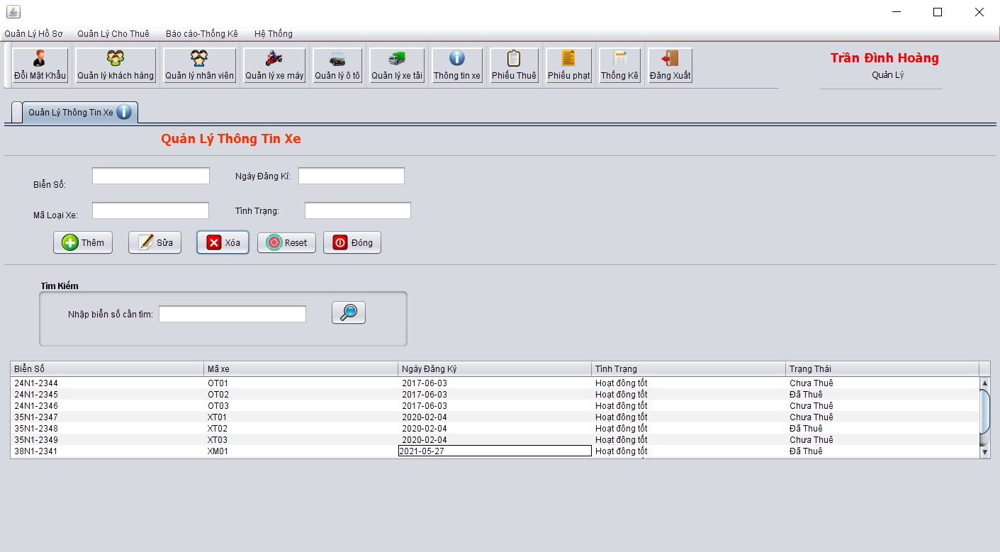 Quản Lý Hồ Sơ Quản Lý Cho Thuê Báo cáo-Thống Kê Hệ Thống
Đổi Mật Khẩu Quản lý khách hàng Quản lý nhân viên Quản lý xe máy Quản lý ô tô Quản lý xe tải Thông tin xe Phiếu Thuê Phiếu phạt Thống Kê Đăng Xuất
Trần Đình Hoàng
Quản Lý
Quản Lý Thông Tin Xe
Quản Lý Thông Tin Xe
Biển Số: Ngày Đăng Kí:
Mã Loại Xe: Tình Trạng:
Thêm Sửa Xóa Reset Đóng
Tìm Kiếm
Nhập biển số cần tìm:
Biển Số Mã xe Ngày Đăng Ký Tình Trạng Trạng Thái
24N1-2344 OT01 2017-06-03 Hoạt đông tốt Chưa Thuê
24N1-2345 OT02 2017-06-03 Hoạt đông tốt Đã Thuê
24N1-2346 OT03 2017-06-03 Hoạt đông tốt Chưa Thuê
35N1-2347 XT01 2020-02-04 Hoạt đông tốt Chưa Thuê
35N1-2348 XT02 2020-02-04 Hoạt đông tốt Đã Thuê
35N1-2349 XT03 2020-02-04 Hoạt đông tốt Chưa Thuê
38N1-2341 XM01 2021-05-27 Hoạt đông tốt Đã Thuê